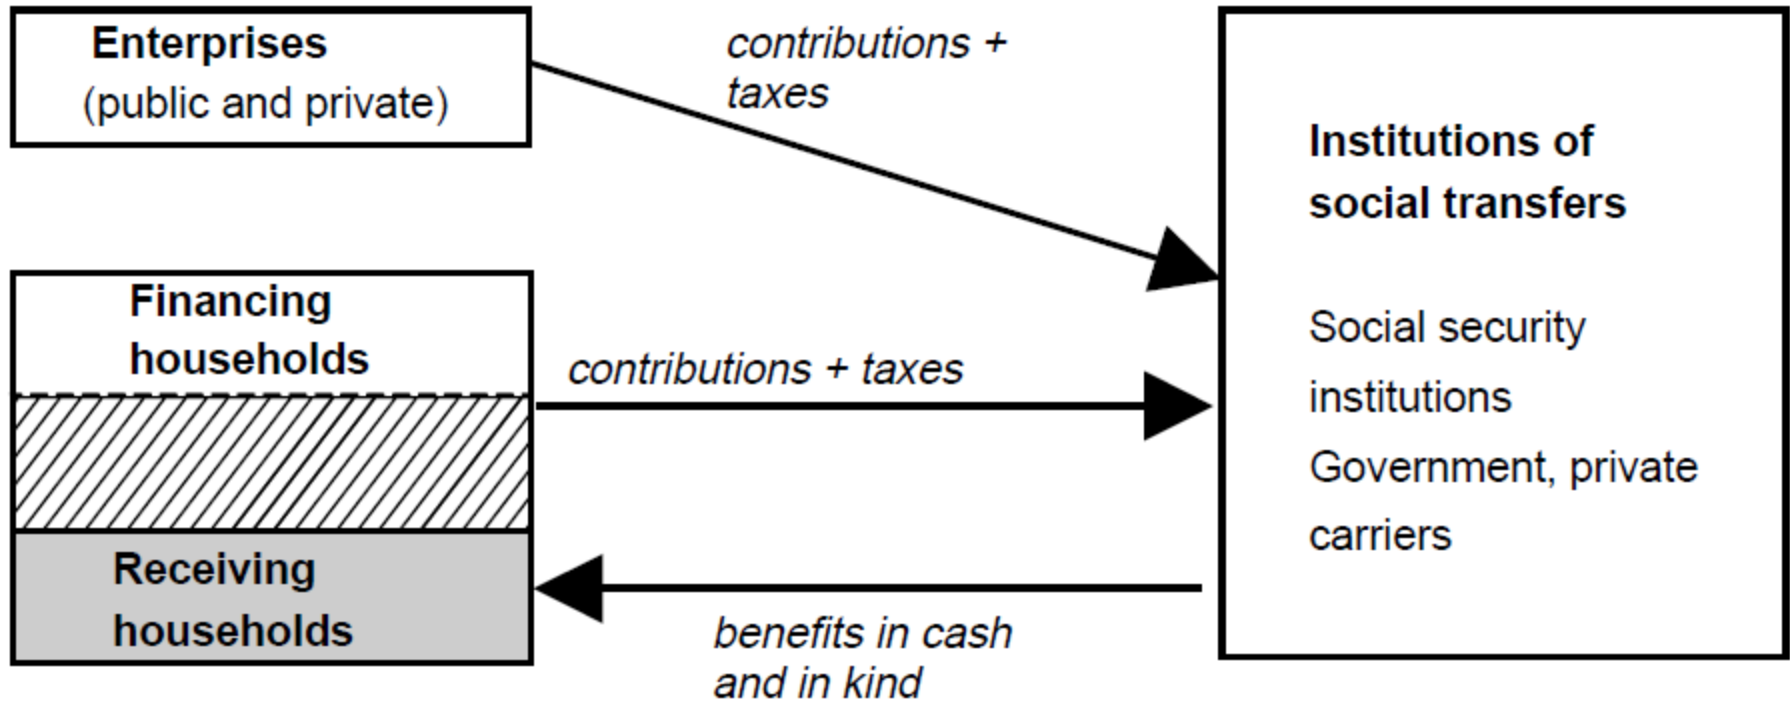 Enterprises
(public and private)
contributions +
taxes
Institutions of
social transfers
Social security
institutions
Government, private
carriers
Financing
households
contributions + taxes
Receiving
households
benefits in cash
and in kind